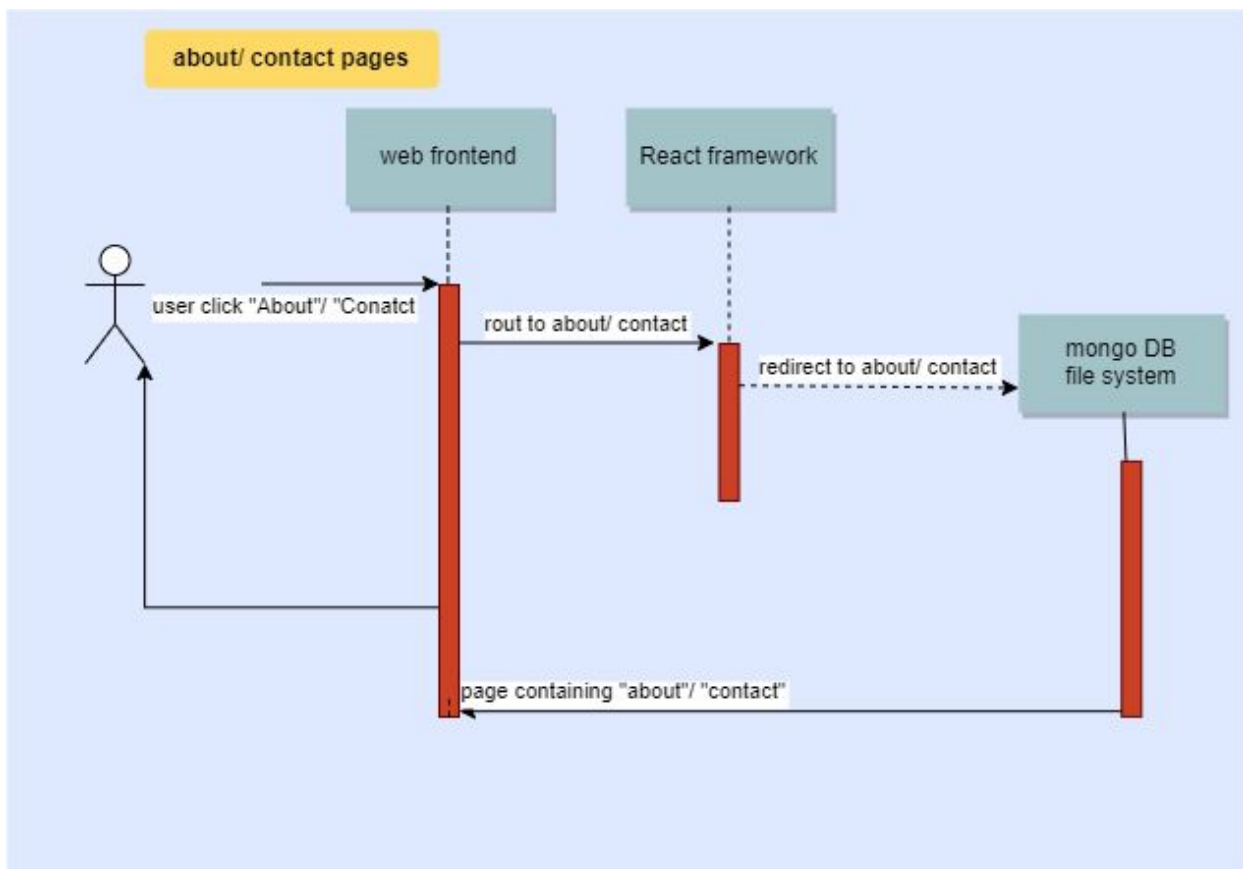 about/ contact pages
web frontend
React framework
user click "About"/ "Conatct
rout to about/ contact
mongo DB
file system
redirect to about/ contact
page containing "about"/ "contact"